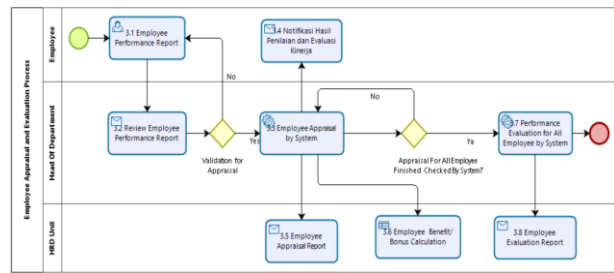 Employee Appraisal and Evaluation Process
Employee
3.1 Employee
Performance Report
3.4 Notifikasi Hasil
Penilaian dan Evaluasi
Kinerja
No
Head Of Department
3.2 Review Employee
Performance Report
Validation for
Appraisal
Yes
3.3 Employee Appraisal
by System
No
Appraisal For All Employee
Finished Checked By System?
Ya
3.7 Performance
Evaluation for All
Employee by System
HRD Unit
3.5 Employee
Appraisal Report
3.6 Employee Benefit/
Bonus Calculation
3.8 Employee
Evaluation Report